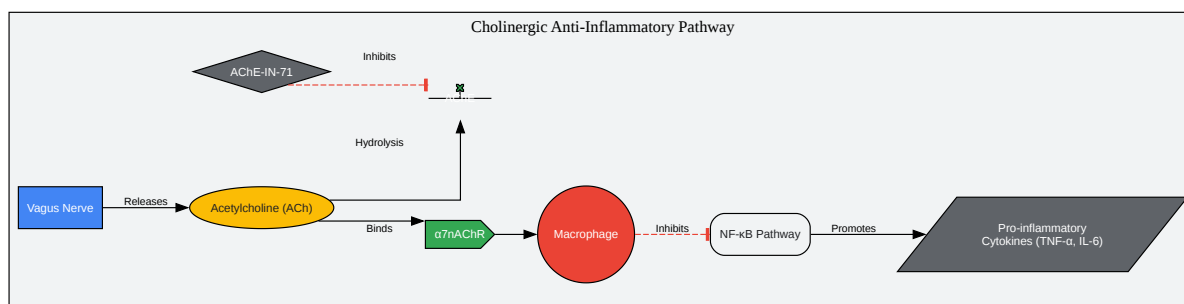 Cholinergic Anti-Inflammatory Pathway
Inhibits
AChE-IN-71
Hydrolysis
Vagus Nerve
Releases
Acetylcholine (ACh)
Binds
α7nAChR
Macrophage
Inhibits
NF-κB Pathway
Promotes
Pro-inflammatory
Cytokines (TNF-α, IL-6)